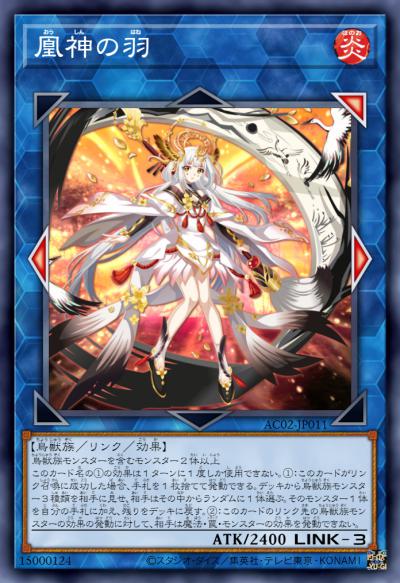 凰神の羽
おう しん はね
炎
ほのお
AC02-JP011
【鳥獣族/リンク/効果】
鳥獣族モンスターを含むモンスター2体以上
このカード名の①の効果は1ターンに1度しか使用できない。①:このカードがリン
ク召喚に成功した場合、手札を1枚捨てて発動できる。デッキから鳥獣族モンスタ
ー3種類を相手に見せ、相手はその中からランダムに1体選ぶ。そのモンスター1体
を自分の手札に加え、残りをデッキに戻す。②:このカードのリンク先の鳥獣族モン
スターの効果の発動に対して、相手は魔法・罠・モンスターの効果を発動できない。
ATK/2400 LINK-3
15000124
©スタジオ・ダイス/集英社・テレビ東京・KONAMI